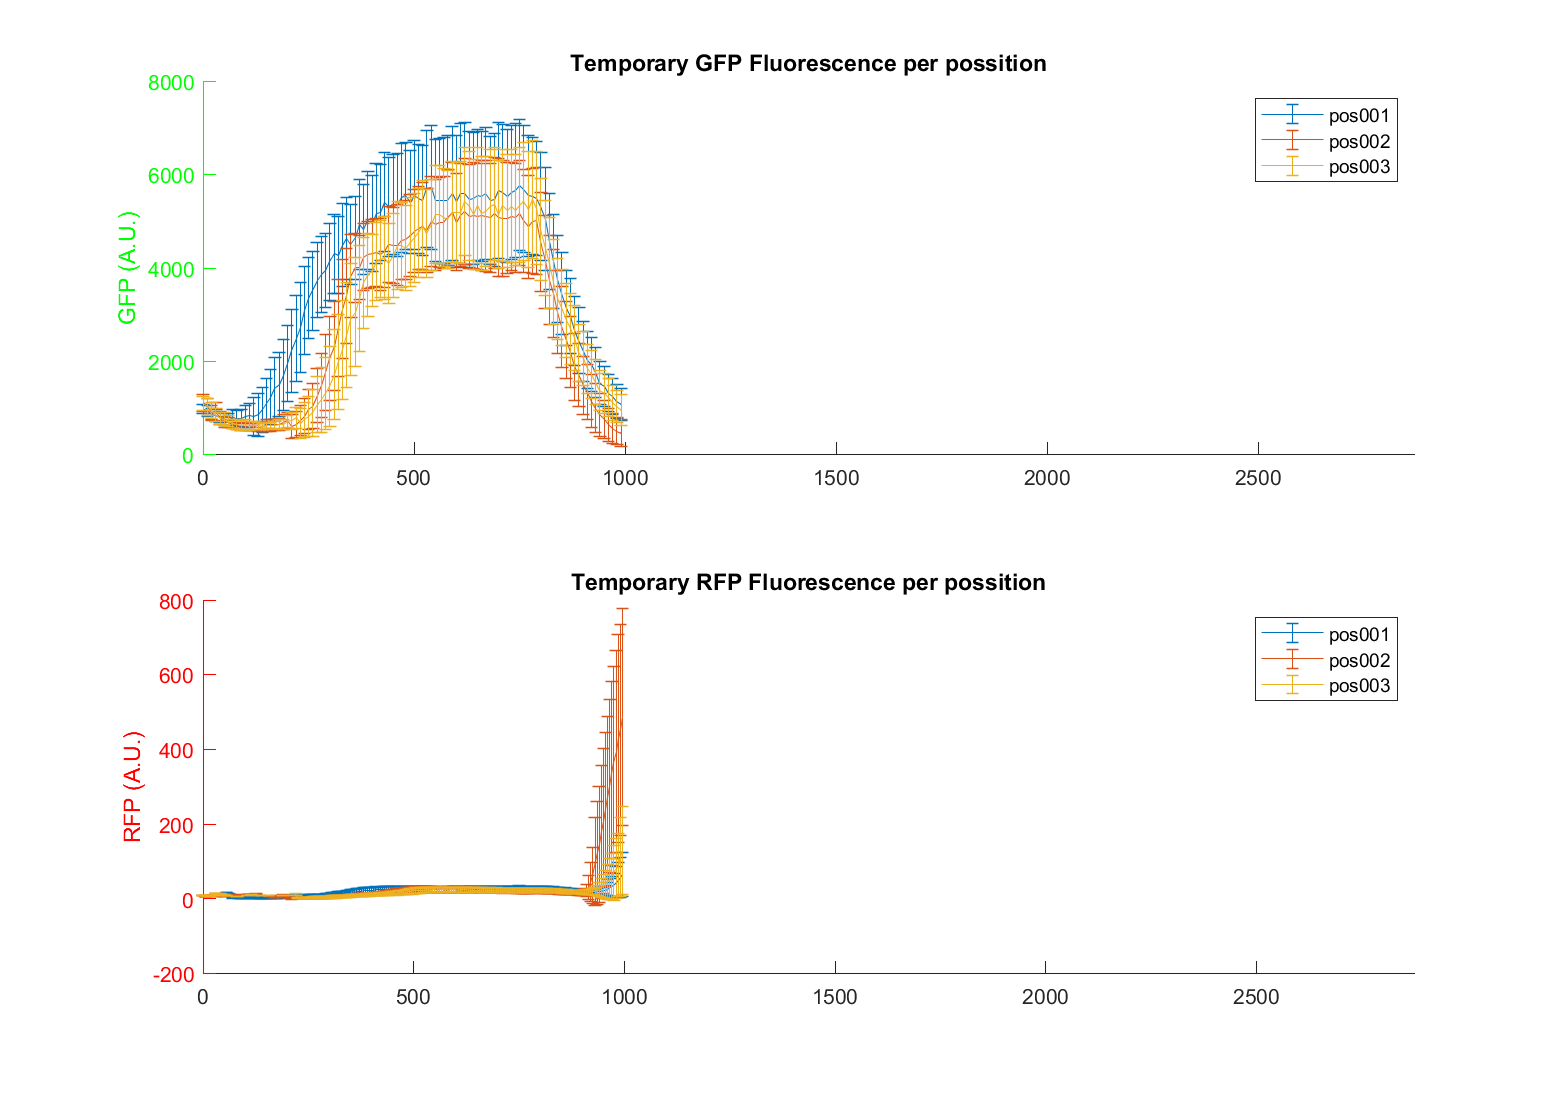 Temporary GFP Fluorescence per possition
8000
6000
4000
2000
0
GFP (A.U.)
0 500 1000 1500 2000 2500
pos001
pos002
pos003
Temporary RFP Fluorescence per possition
800
600
400
200
0
-200
RFP (A.U.)
0 500 1000 1500 2000 2500
pos001
pos002
pos003